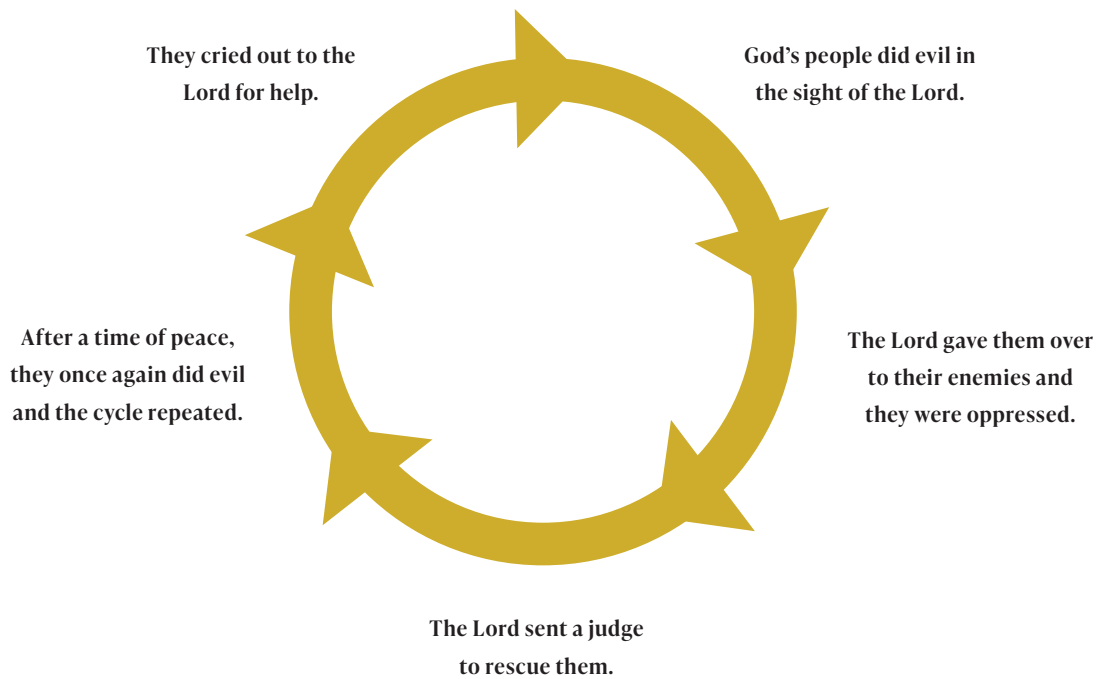 They cried out to the
Lord for help.
God’s people did evil in
the sight of the Lord.
After a time of peace,
they once again did evil
and the cycle repeated.
The Lord gave them over
to their enemies and
they were oppressed.
The Lord sent a judge
to rescue them.